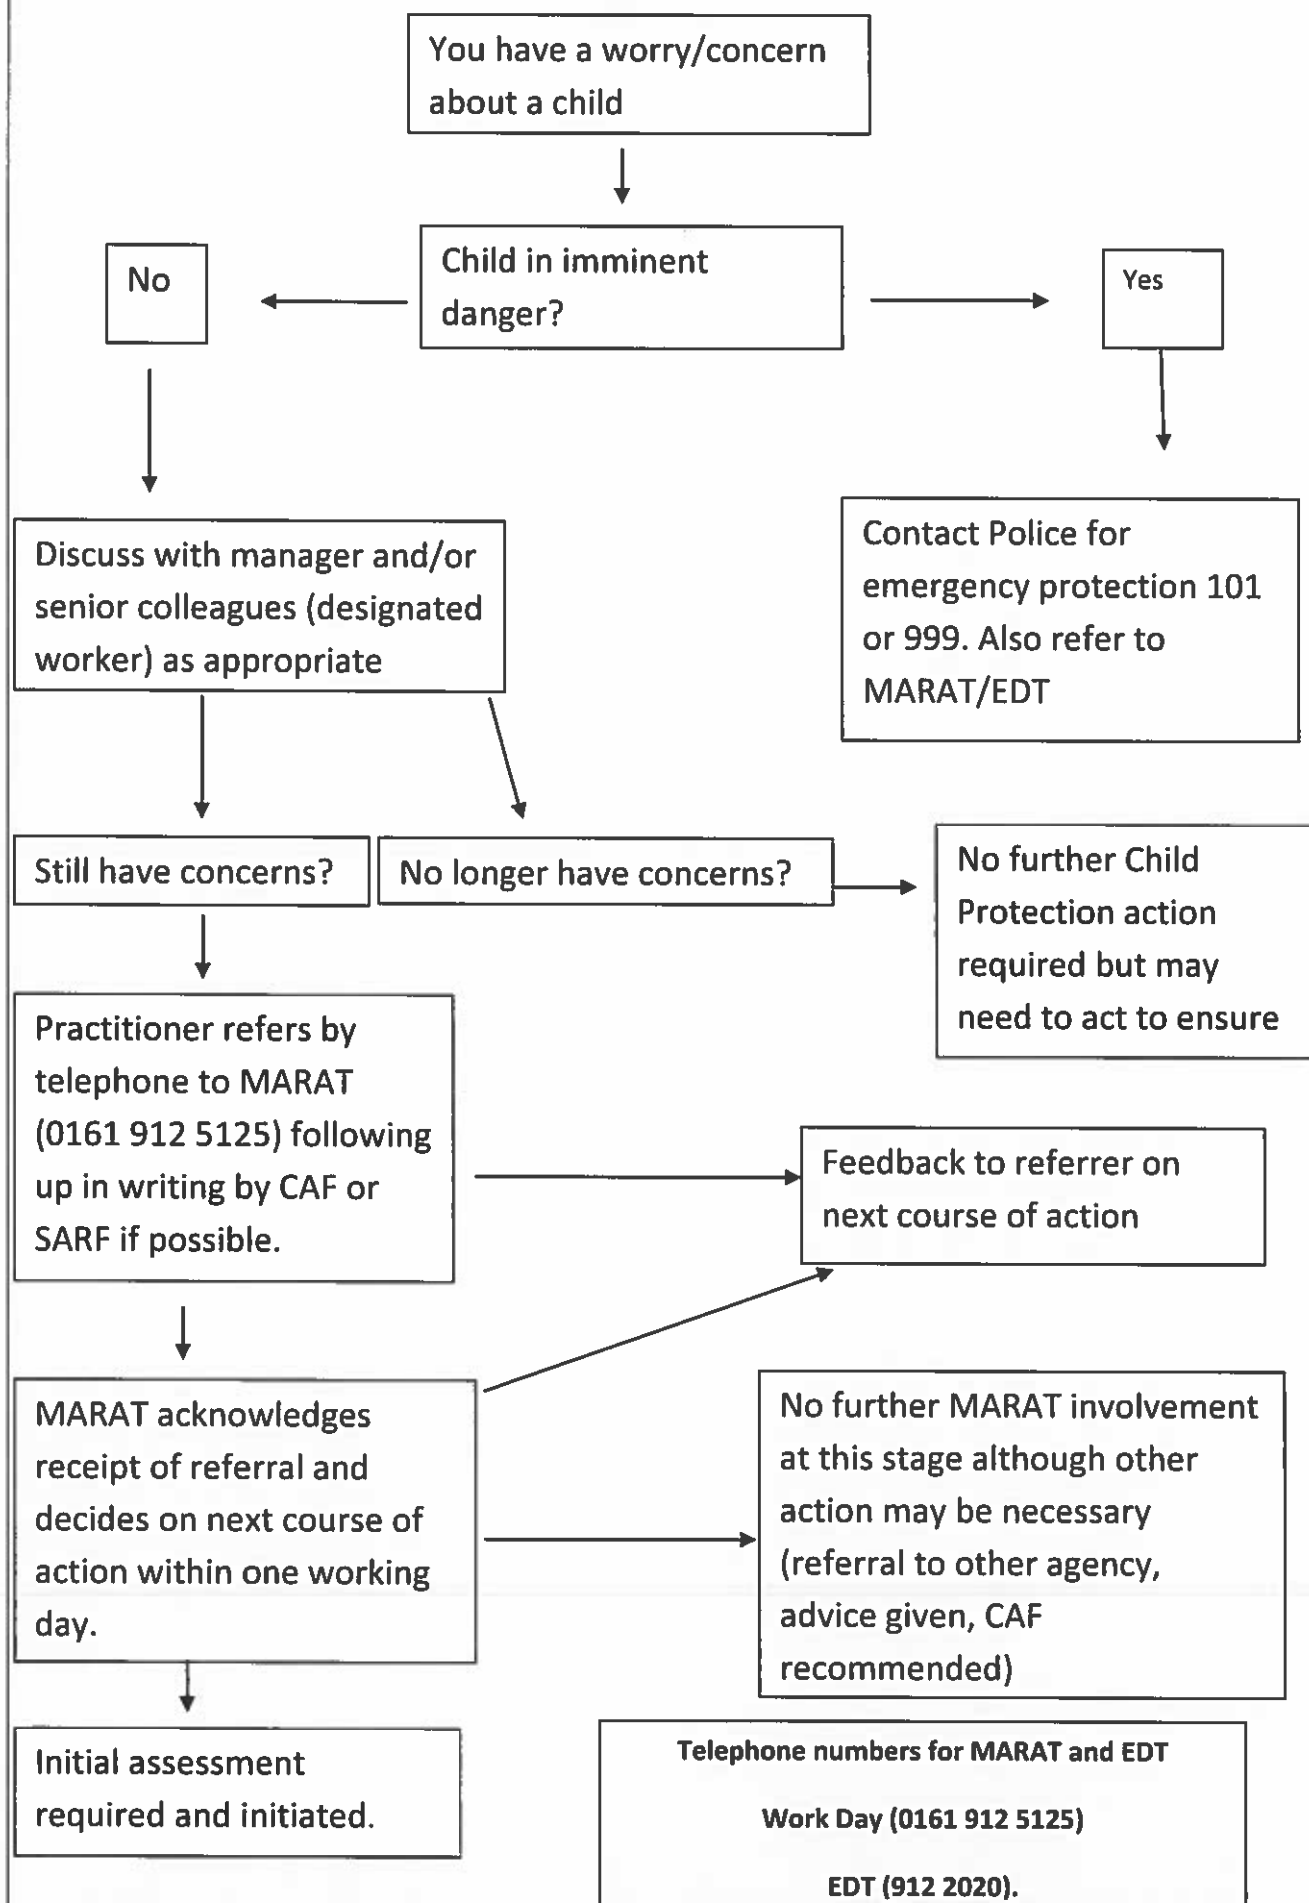 You have a worry/concern
about a child
Child in imminent
danger?
No
Yes
Discuss with manager and/or
senior colleagues (designated
worker) as appropriate
Contact Police for
emergency protection 101
or 999. Also refer to
MARAT/EDT
Still have concerns?
No longer have concerns?
No further Child
Protection action
required but may
need to act to ensure
Practitioner refers by
telephone to MARAT
(0161 912 5125) following
up in writing by CAF or
SARF if possible.
Feedback to referrer on
next course of action
MARAT acknowledges
receipt of referral and
decides on next course of
action within one working
day.
No further MARAT involvement
at this stage although other
action may be necessary
(referral to other agency,
advice given, CAF
recommended)
Initial assessment
required and initiated.
Telephone numbers for MARAT and EDT
Work Day (0161 912 5125)
EDT (912 2020).